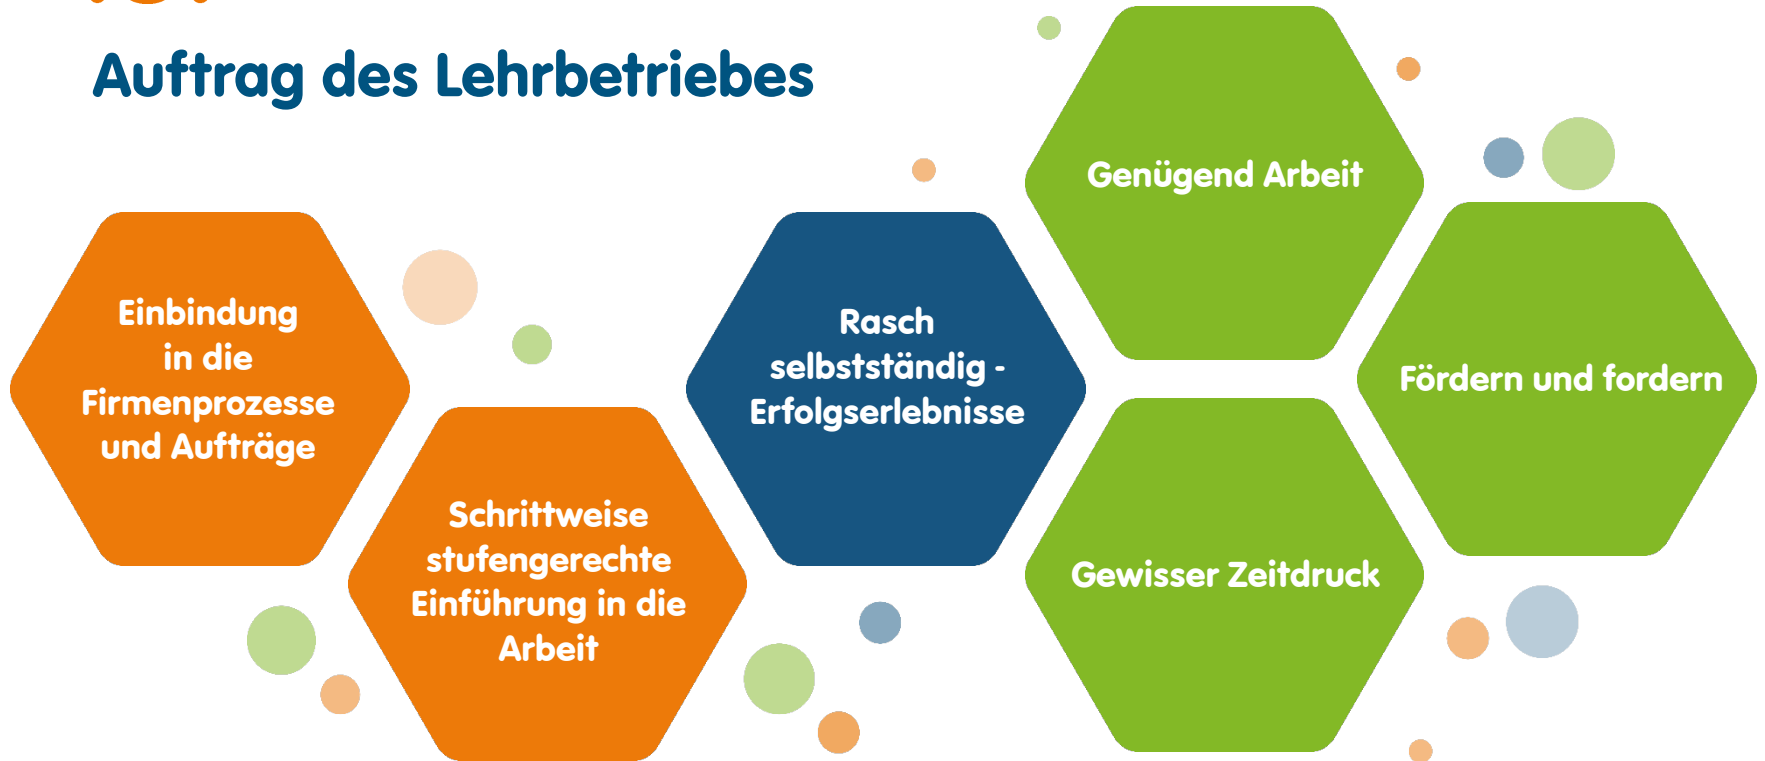 Auftrag des Lehrbetriebes
Einbindung
in die
Firmenprozesse
und Aufträge
Schrittweise
stufengerechte
Einführung in die
Arbeit
Rasch
selbstständig -
Erfolgserlebnisse
Genügend Arbeit
Fördern und fordern
Gewisser Zeitdruck